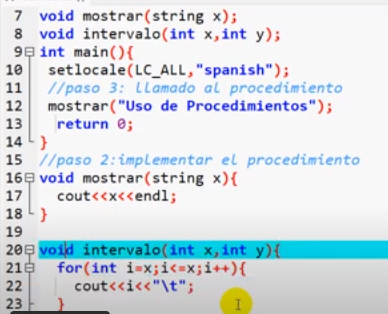 7 void mostrar(string x);
8 void intervalo(int x,int y);
9 int main(){
10 setlocale(LC_ALL,"spanish");
11 //paso 3: llamado al procedimiento
12 mostrar("Uso de Procedimientos");
13 return 0;
14 }
15 //paso 2:implementar el procedimiento
16 void mostrar(string x){
17 cout<<x<<endl;
18 }
19
20 void intervalo(int x,int y){
21 for(int i=x;i<=x;i++){
22 cout<<i<<"\t";
23 }